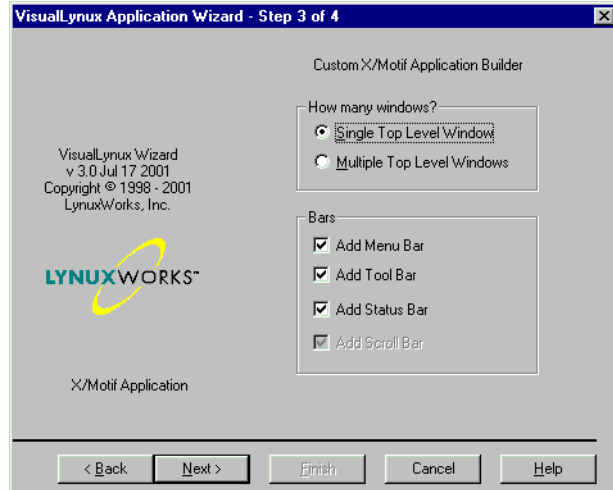 VisualLynux Application Wizard - Step 3 of 4
Custom X/Motif Application Builder
How many windows?
Single Top Level Window
Multiple Top Level Windows
VisualLynux Wizard
v 3.0 Jul 17 2001
Copyright © 1998 - 2001
LynuxWorks, Inc.
LYNUXWORKS™
X/Motif Application
Bars
Add Menu Bar
Add Tool Bar
Add Status Bar
Add Scroll Bar
< Back
Next >
Finish
Cancel
Help